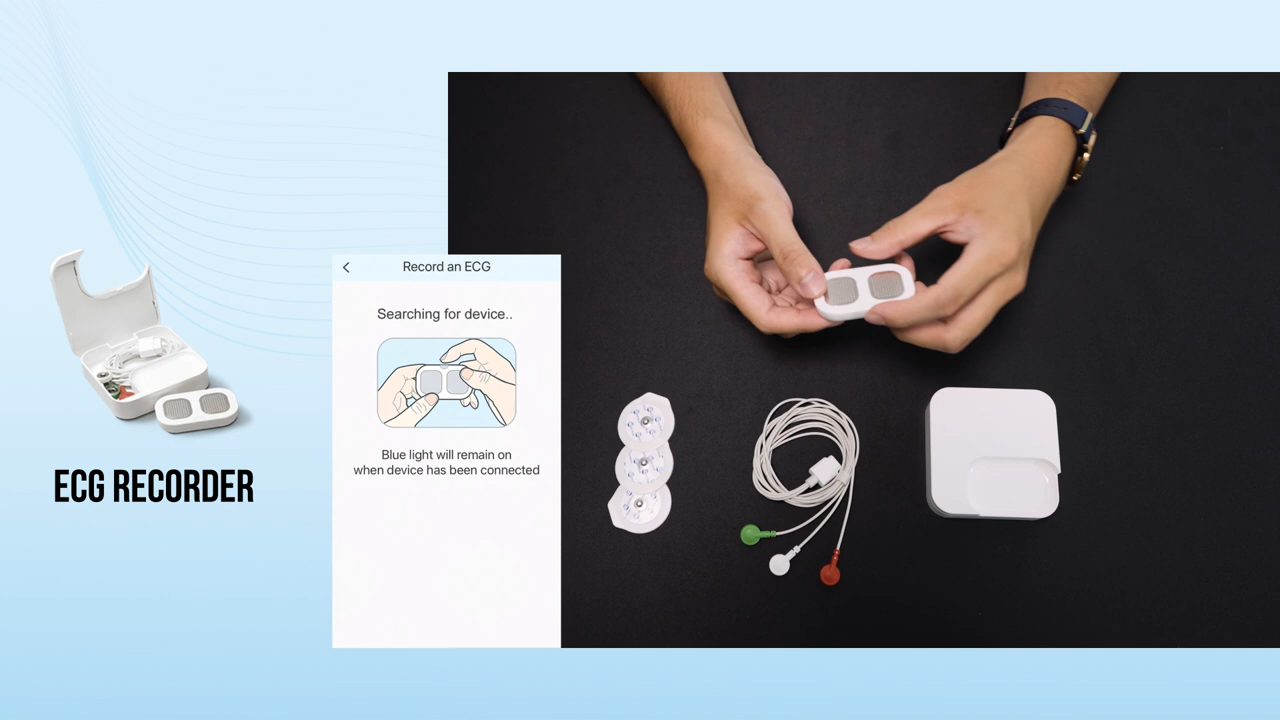 ECG RECORDER
Record an ECG
Searching for device..
Blue light will remain on
when device has been connected